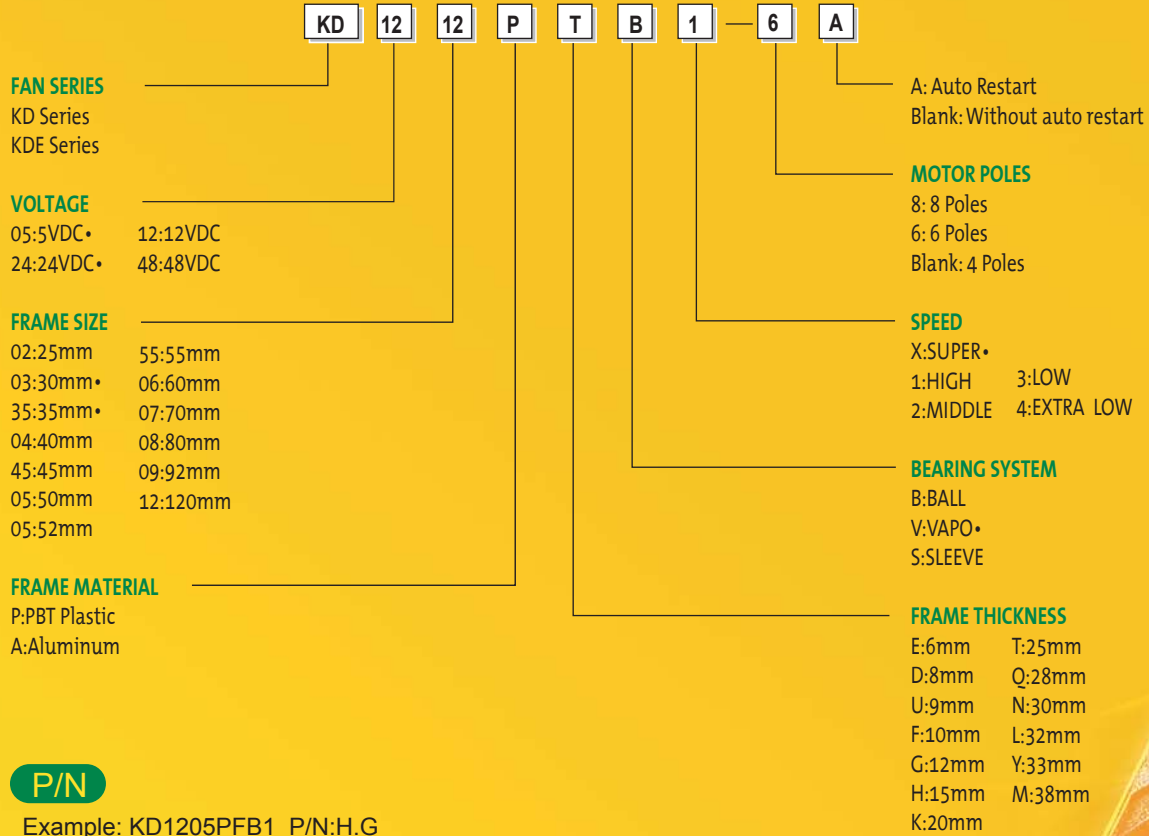 KD 12 12 P T B 1 — 6 A
FAN SERIES
KD Series
KDE Series
VOLTAGE
05:5VDC• 12:12VDC
24:24VDC• 48:48VDC
FRAME SIZE
02:25mm 55:55mm
03:30mm• 06:60mm
35:35mm• 07:70mm
04:40mm 08:80mm
45:45mm 09:92mm
05:50mm 12:120mm
05:52mm
FRAME MATERIAL
P:PBT Plastic
A:Aluminum
A: Auto Restart
Blank: Without auto restart
MOTOR POLES
8: 8 Poles
6: 6 Poles
Blank: 4 Poles
SPEED
X:SUPER•
1:HIGH 3:LOW
2:MIDDLE 4:EXTRA LOW
BEARING SYSTEM
B:BALL
V:VAPO•
S:SLEEVE
FRAME THICKNESS
E:6mm T:25mm
D:8mm Q:28mm
U:9mm N:30mm
F:10mm L:32mm
G:12mm Y:33mm
H:15mm M:38mm
K:20mm
P/N
Example: KD1205PFB1 P/N:H.G